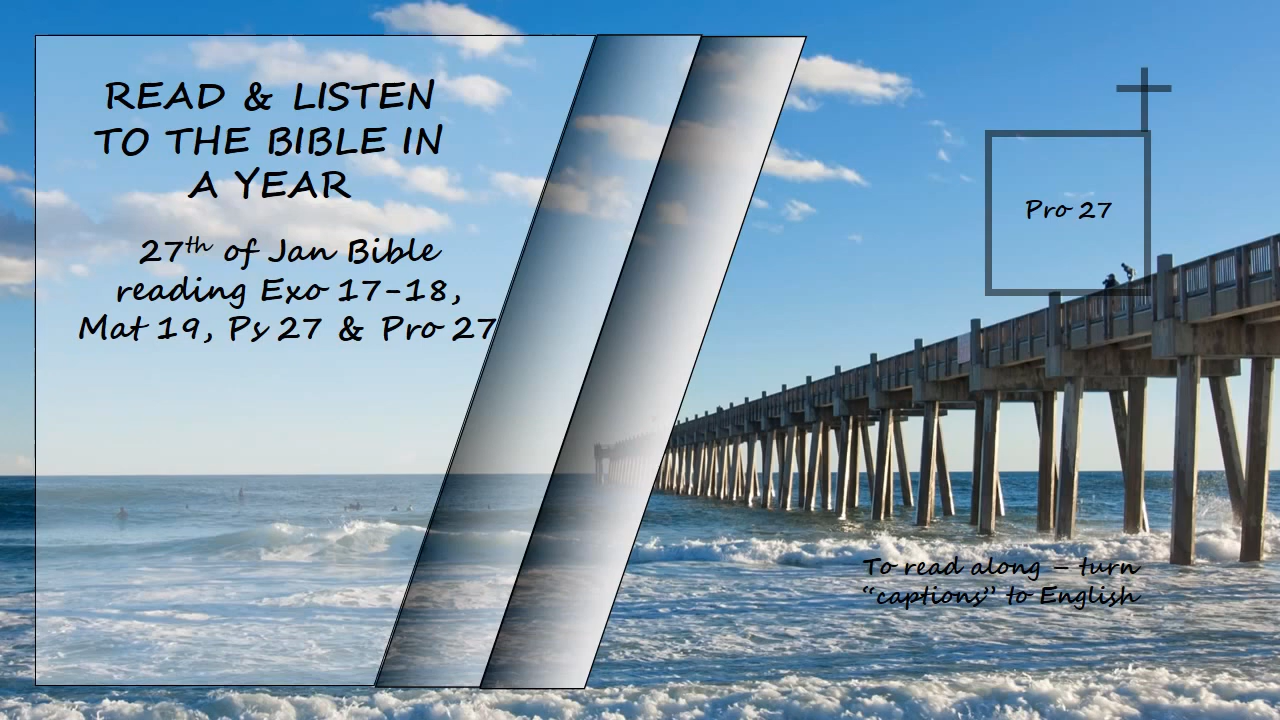 READ & LISTEN
TO THE BIBLE IN
A YEAR
27th of Jan Bible
reading Exo 17-18,
Mat 19, Ps 27 & Pro 27
Pro 27
To read along – turn
“captions” to English